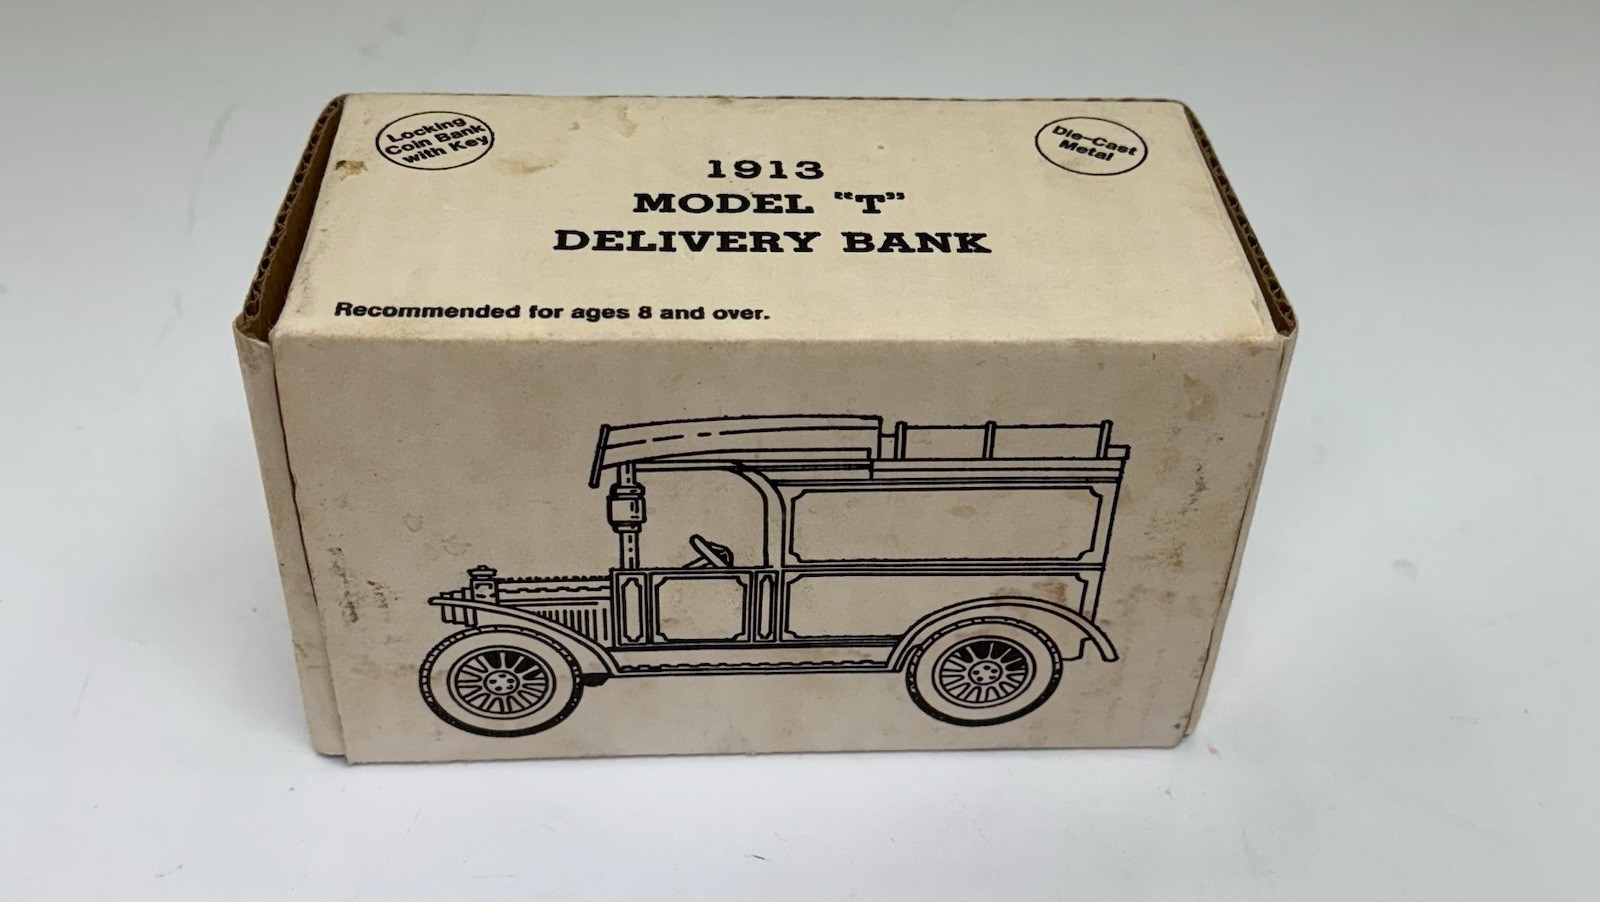 Locking
Coin Bank
with Key
Die-Cast
Metal
1913
MODEL "T"
DELIVERY BANK
Recommended for ages 8 and over.